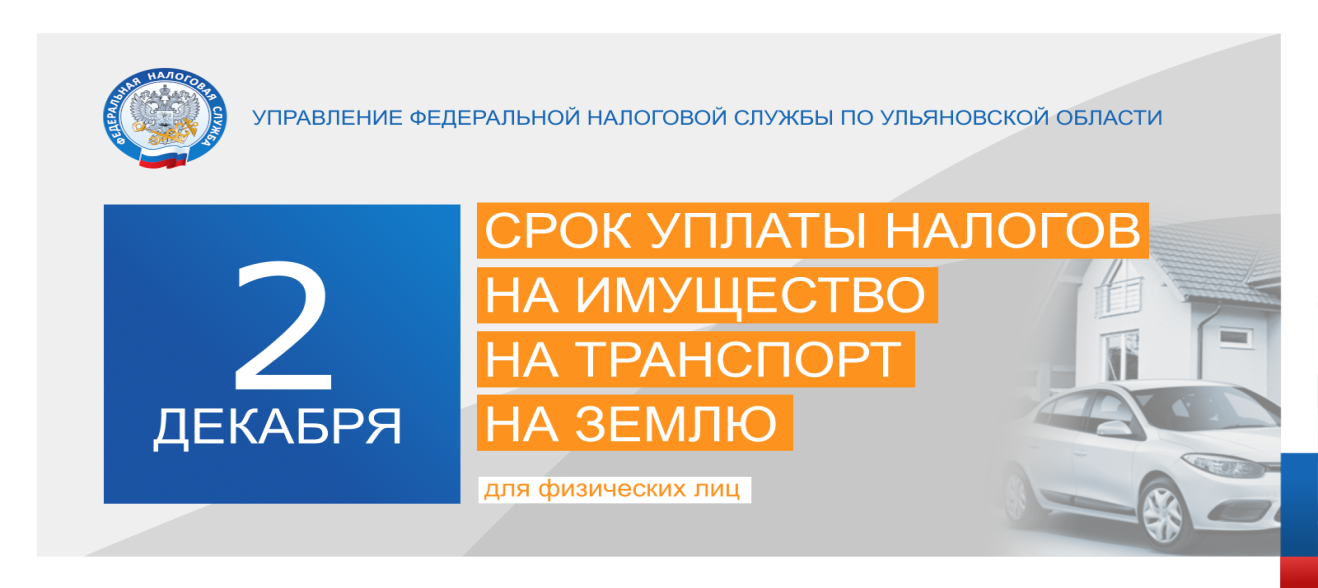 ФЕДЕРАЛЬНАЯ НАЛОГОВАЯ СЛУЖБА
УПРАВЛЕНИЕ ФЕДЕРАЛЬНОЙ НАЛОГОВОЙ СЛУЖБЫ ПО УЛЬЯНОВСКОЙ ОБЛАСТИ
2
ДЕКАБРЯ
СРОК УПЛАТЫ НАЛОГОВ
НА ИМУЩЕСТВО
НА ТРАНСПОРТ
НА ЗЕМЛЮ
для физических лиц